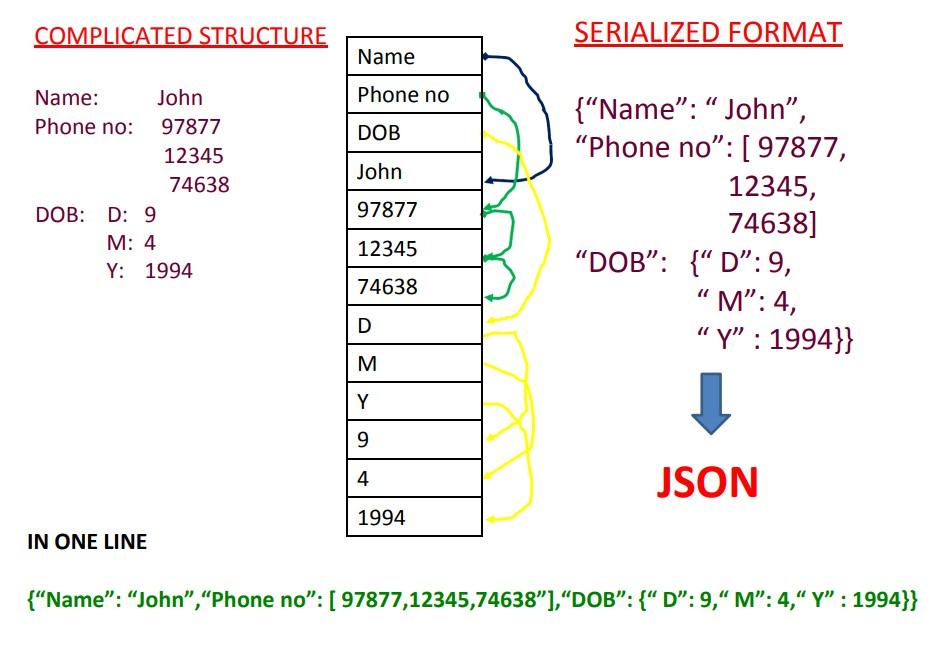 COMPLICATED STRUCTURE
Name: John
Phone no: 97877
12345
74638
DOB: D: 9
M: 4
Y: 1994
Name
Phone no
DOB
John
97877
12345
74638
D
M
Y
9
4
1994
SERIALIZED FORMAT
{“Name”: “ John”,
“Phone no”: [ 97877,
12345,
74638]
“DOB”: {“ D”: 9,
“ M”: 4,
“ Y” : 1994}}
JSON
IN ONE LINE
{“Name”: “John”,“Phone no”: [ 97877,12345,74638”],“DOB”: {“ D”: 9,“ M”: 4,“ Y” : 1994}}